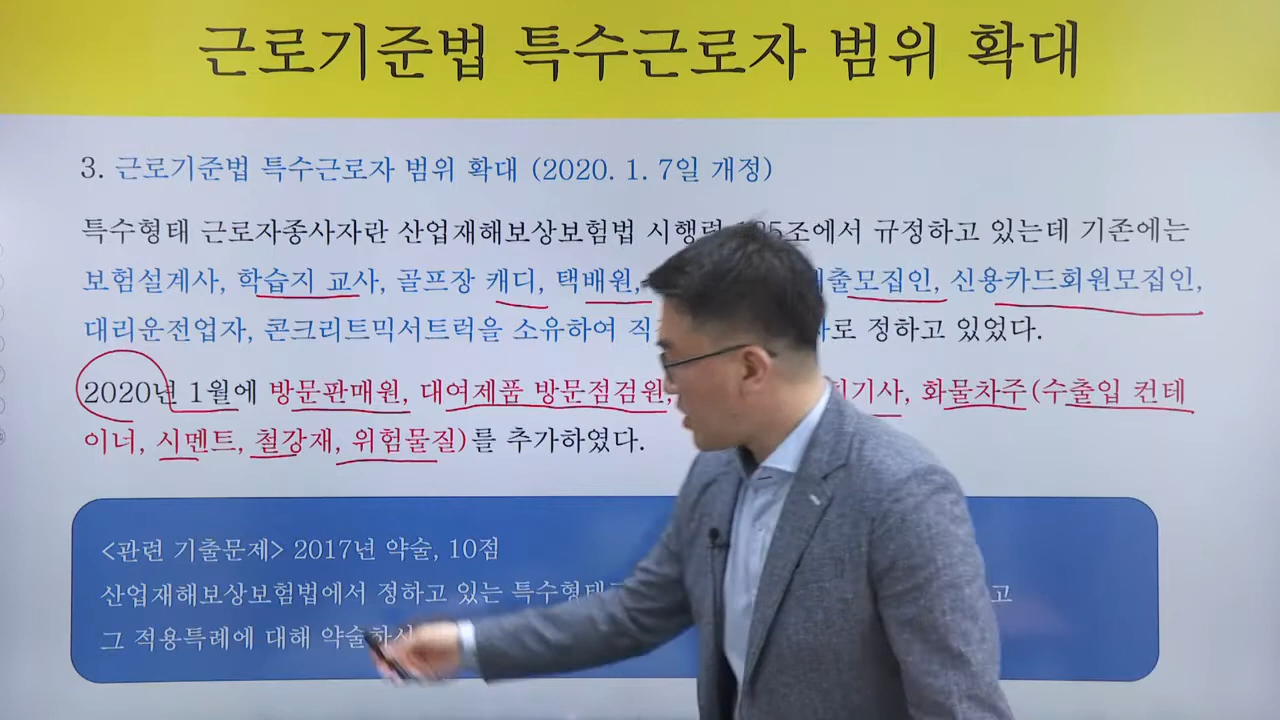 근로기준법 특수근로자 범위 확대
3. 근로기준법 특수근로자 범위 확대 (2020. 1. 7일 개정)
특수형태 근로자종사자란 산업재해보상보험법 시행령 조에서 규정하고 있는데 기존에는
보험설계사, 학습지 교사, 골프장 캐디, 택배원, 신용카드회원모집인,
대리운전업자, 콘크리트믹서트럭을 소유하여 정하고 있었다.
2020년 1월에 방문판매원, 대여제품 방문점검원, 화물차주(수출입 컨테
이너, 시멘트, 철강재, 위험물질)를 추가하였다.
<관련 기출문제> 2017년 약술, 10점
산업재해보상보험법에서 정하고 있는 특수형태 고
그 적용특례에 대해